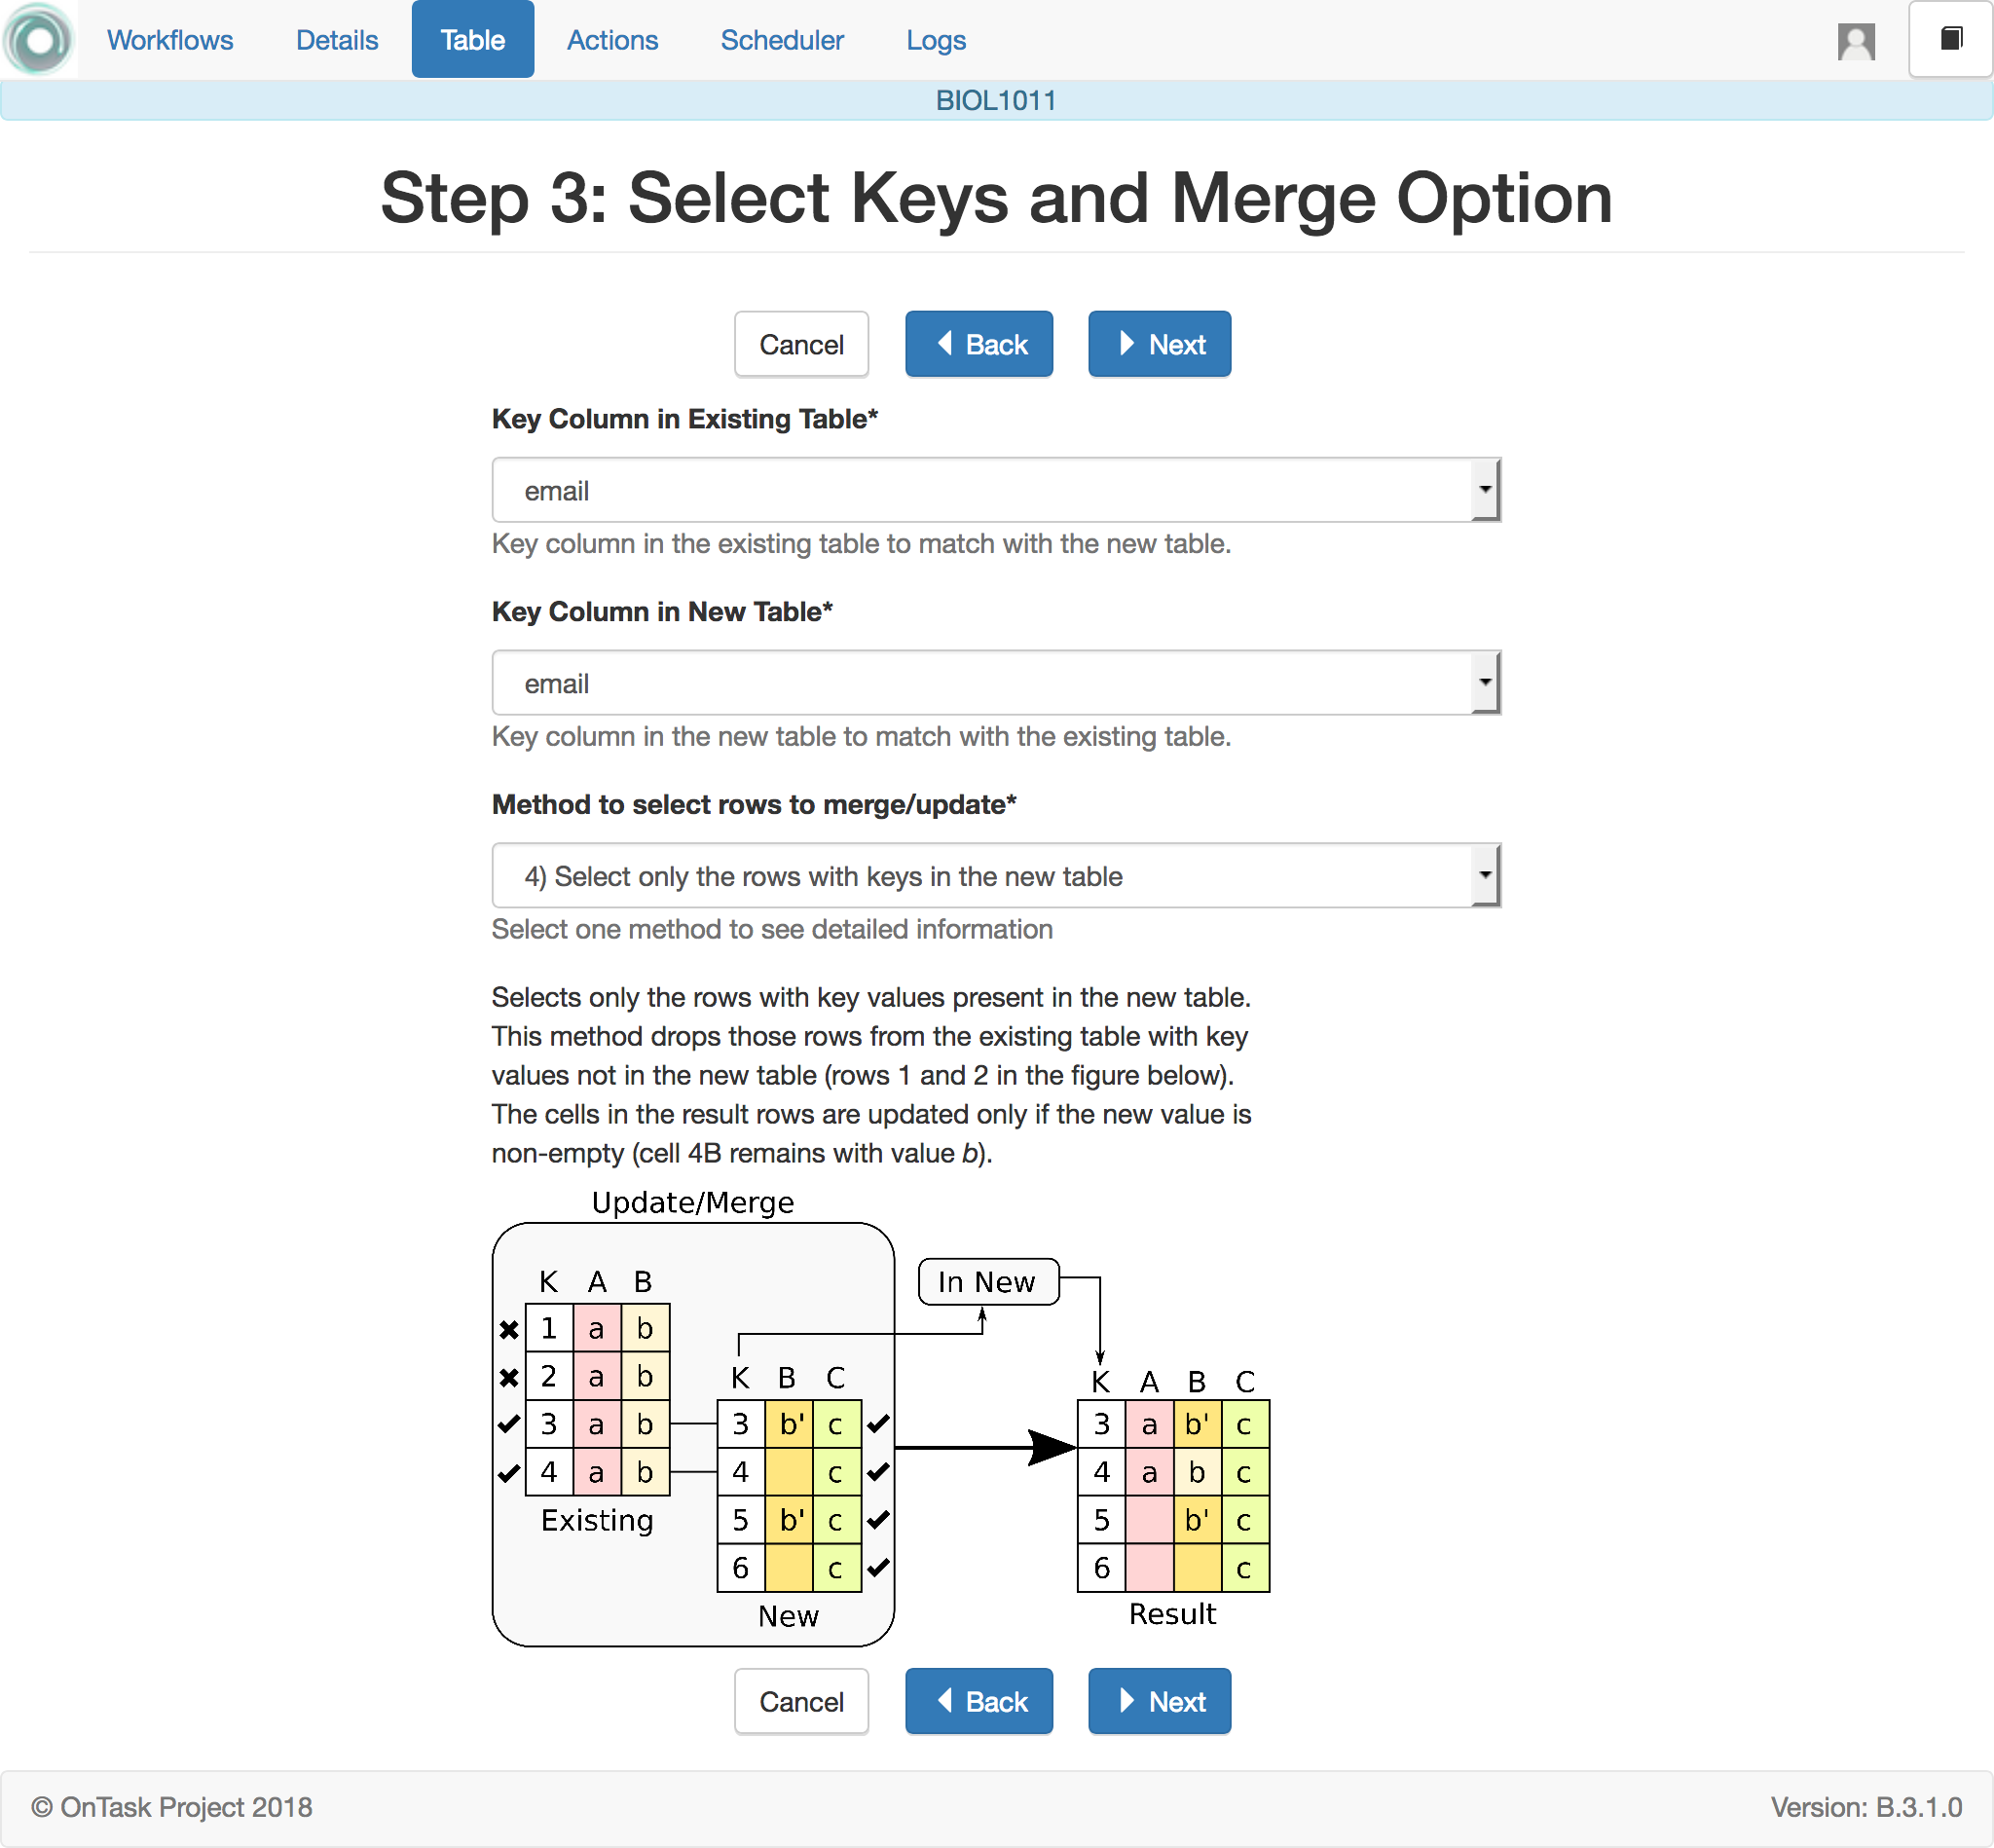 Workflows Details Table Actions Scheduler Logs
BIOL1011
Step 3: Select Keys and Merge Option
Cancel Back Next
Key Column in Existing Table*
email
Key column in the existing table to match with the new table.
Key Column in New Table*
email
Key column in the new table to match with the existing table.
Method to select rows to merge/update*
4) Select only the rows with keys in the new table
Select one method to see detailed information
Selects only the rows with key values present in the new table.
This method drops those rows from the existing table with key
values not in the new table (rows 1 and 2 in the figure below).
The cells in the result rows are updated only if the new value is
non-empty (cell 4B remains with value b).
Update/Merge
K A B
1 a b
2 a b
3 a b
4 a b
Existing
K B C
3 b' c
4 c
5 b' c
6 c
New
In New
K A B C
3 a b' c
4 a b c
5 b' c
6 c
Result
Cancel Back Next
© OnTask Project 2018 Version: B.3.1.0